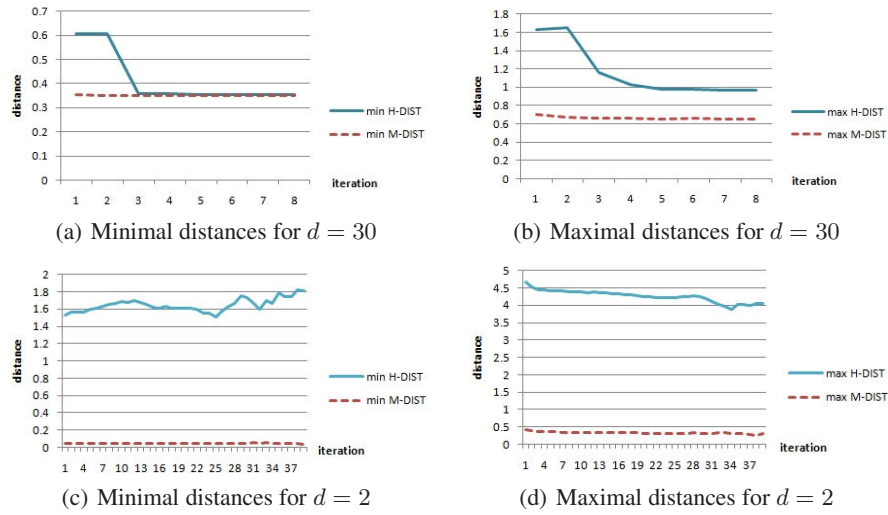 0.7
0.6
0.5
0.4
0.3
0.2
0.1
0
distance
1 2 3 4 5 6 7 8
iteration
min H-DIST
min M-DIST
(a) Minimal distances for d = 30
1.8
1.6
1.4
1.2
1
0.8
0.6
0.4
0.2
0
distance
1 2 3 4 5 6 7 8
iteration
max H-DIST
max M-DIST
(b) Maximal distances for d = 30
2
1.8
1.6
1.4
1.2
1
0.8
0.6
0.4
0.2
0
distance
1 4 7 10 13 16 19 22 25 28 31 34 37
iteration
min H-DIST
min M-DIST
(c) Minimal distances for d = 2
5
4.5
4
3.5
3
2.5
2
1.5
1
0.5
0
distance
1 4 7 10 13 16 19 22 25 28 31 34 37
iteration
max H-DIST
max M-DIST
(d) Maximal distances for d = 2